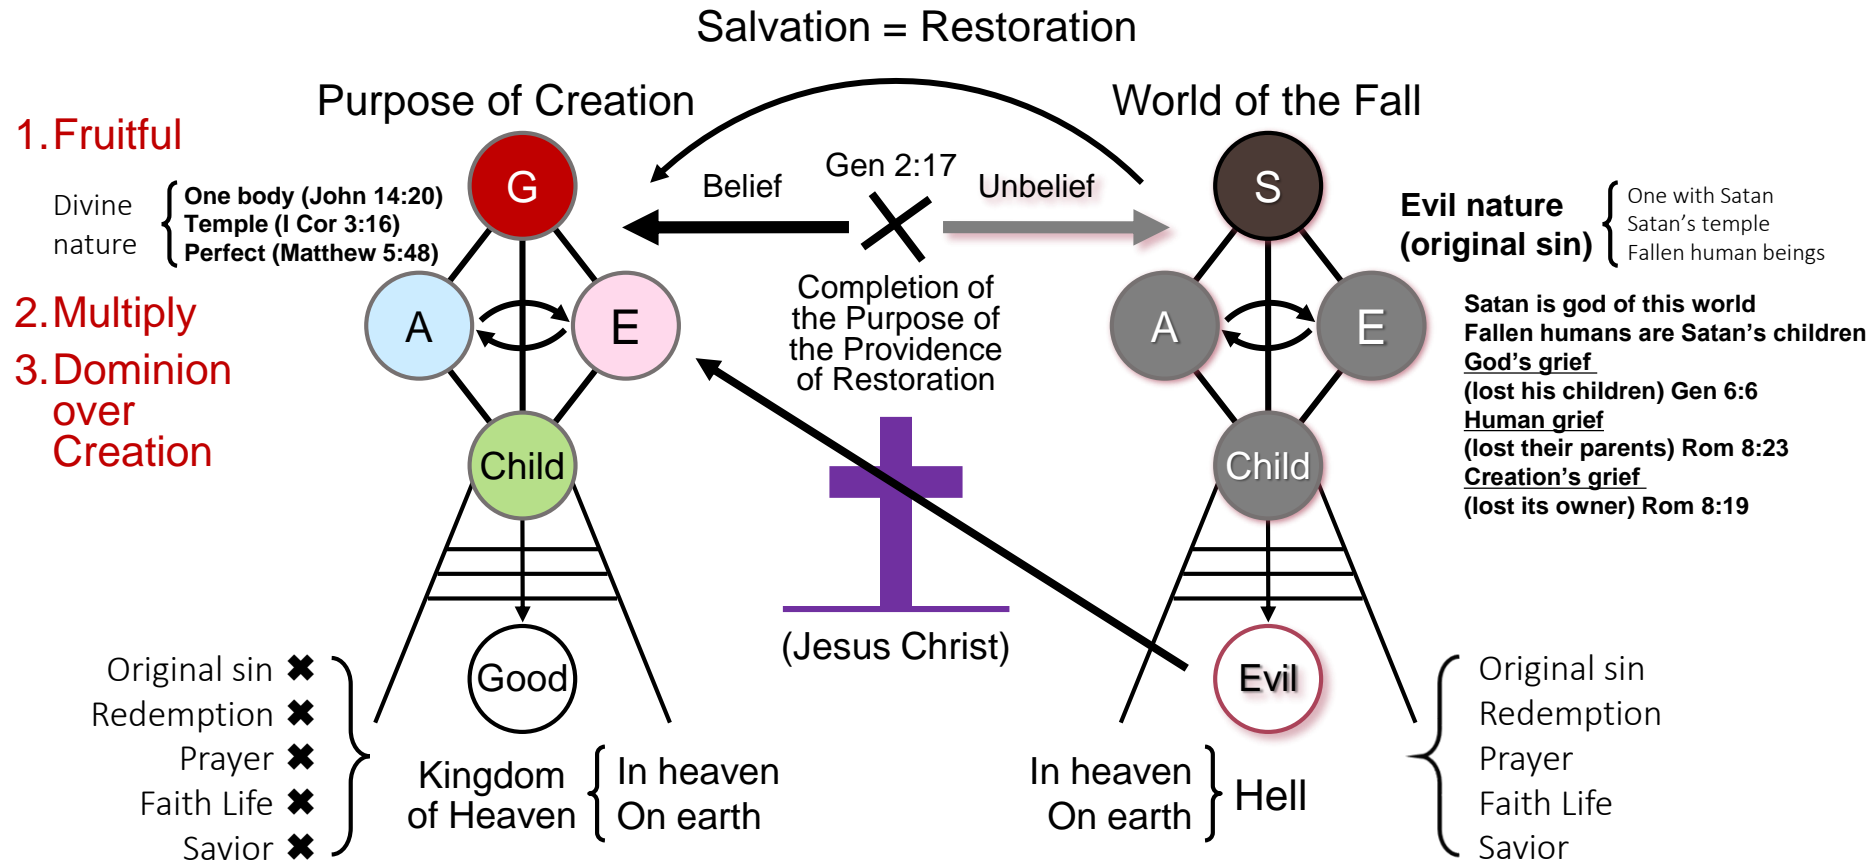 Salvation = Restoration
Purpose of Creation
World of the Fall
1.Fruitful
Divine
nature
One body (John 14:20)
Temple (I Cor 3:16)
Perfect (Matthew 5:48)
2.Multiply
3.Dominion
over
Creation
G
A
E
Child
Good
Belief
Gen 2:17
Unbelief
Completion of
the Purpose of
the Providence
of Restoration
(Jesus Christ)
S
A
E
Child
Evil
Evil nature
(original sin)
One with Satan
Satan’s temple
Fallen human beings
Satan is god of this world
Fallen humans are Satan’s children
God’s grief
(lost his children) Gen 6:6
Human grief
(lost their parents) Rom 8:23
Creation’s grief
(lost its owner) Rom 8:19
Original sin ✖
Redemption ✖
Prayer ✖
Faith Life ✖
Savior ✖
Kingdom
of Heaven
In heaven
On earth
In heaven
On earth
Hell
Original sin
Redemption
Prayer
Faith Life
Savior